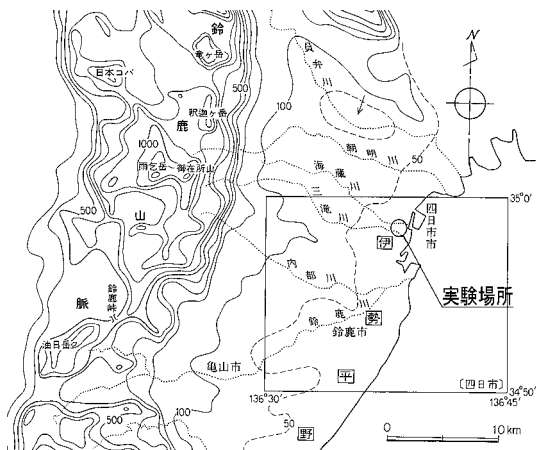 鈴
鹿
山
脈
竜ヶ岳
日本コバ
500
釈迦ヶ岳
1000
雨乞岳
御在所山
500
鈴鹿峠
油日岳
500
100
員弁川
100
朝明川
50
海蔵川
三滝川
内部川
鈴鹿川
鈴鹿市
亀山市
四日市市
伊
勢
平
野
50
N
35°0′
実験場所
〔四日市〕
34°50′
136°30′
136°45′
0
10km